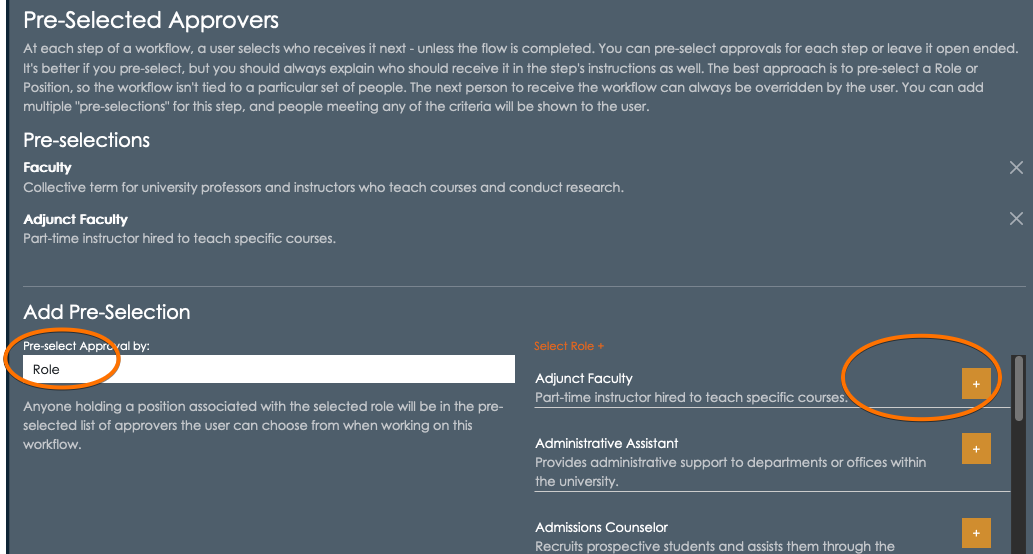 Pre-Selected Approvers
At each step of a workflow, a user selects who receives it next - unless the flow is completed. You can pre-select approvals for each step or leave it open ended.
It's better if you pre-select, but you should always explain who should receive it in the step's instructions as well. The best approach is to pre-select a Role or
Position, so the workflow isn't tied to a particular set of people. The next person to receive the workflow can always be overridden by the user. You can add
multiple "pre-selections" for this step, and people meeting any of the criteria will be shown to the user.
Pre-selections
Faculty
Collective term for university professors and instructors who teach courses and conduct research.
Adjunct Faculty
Part-time instructor hired to teach specific courses.
Add Pre-Selection
Pre-select Approval by:
Role
Anyone holding a position associated with the selected role will be in the pre-
selected list of approvers the user can choose from when working on this
workflow.
Select Role +
Adjunct Faculty
Part-time instructor hired to teach specific courses.
+
Administrative Assistant
Provides administrative support to departments or offices within
the university.
+
Admissions Counselor
Recruits prospective students and assists them through the
+